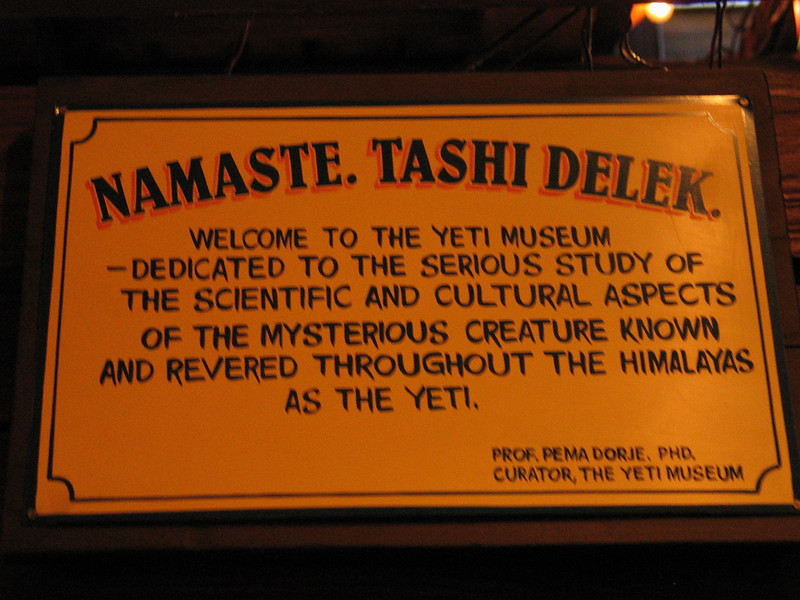 NAMASTE. TASHI DELEK.
WELCOME TO THE YETI MUSEUM
-DEDICATED TO THE SERIOUS STUDY OF
THE SCIENTIFIC AND CULTURAL ASPECTS
OF THE MYSTERIOUS CREATURE KNOWN
AND REVERED THROUGHOUT THE HIMALAYAS
AS THE YETI.
PROF. PEMA DORJE. PHD.
CURATOR, THE YETI MUSEUM